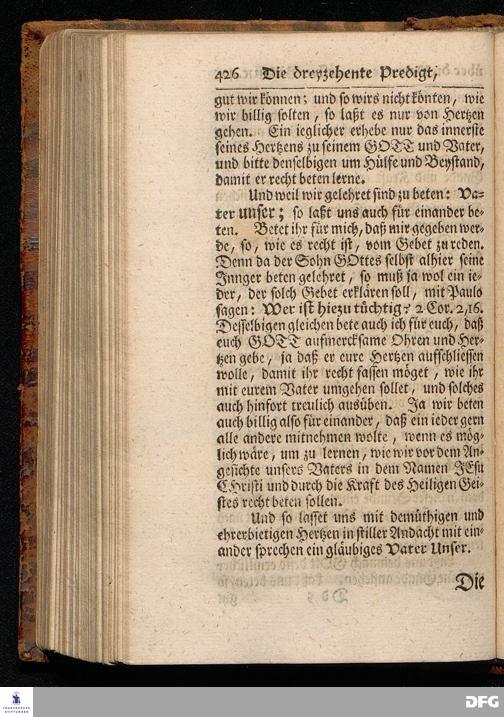 426 Die dreyzehente Predigt,
gut wir können; und so wirs nicht könten, wie
wir billig solten, so laßt es nur von Hertzen
gehen. Ein ieglicher erhebe nur das innerste
seines Hertzens zu seinem GOTT und Vater,
und bitte denselbigen um Hülfe und Beystand,
damit er recht beten lerne.
Und weil wir gelehret sind zu beten: Va-
ter unser; so laßt uns auch für einander be-
ten. Betet ihr für mich, daß mir gegeben wer-
de, so, wie es recht ist, vom Gebet zu reden.
Denn da der Sohn GOttes selbst alhier seine
Jünger beten gelehret, so muß ja wol ein ie-
der, der solch Gebet erklären soll, mit Paulo
sagen: Wer ist hiezu tüchtig? 2 Cor. 2,16.
Desselbigen gleichen bete auch ich für euch, daß
euch GOTT aufmercksame Ohren und Her-
tzen gebe, ja daß er eure Hertzen aufschliessen
wolle, damit ihr recht fassen möget, wie ihr
mit eurem Vater umgehen sollet, und solches
auch hinfort treulich ausüben. Ja wir beten
auch billig also für einander, daß ein ieder gern
alle andere mitnehmen wolte, wenn es mög-
lich wäre, um zu lernen, wie wir vor dem An-
gesichte unsers Vaters in dem Namen JEsu
CHristi und durch die Kraft des Heiligen Gei-
stes recht beten sollen.
Und so lasset uns mit demüthigen und
ehrerbietigen Hertzen in stiller Andacht mit ein-
ander sprechen ein gläubiges Vater Unser.
Die
FRANCKESCHE
STIFTUNGEN
DFG